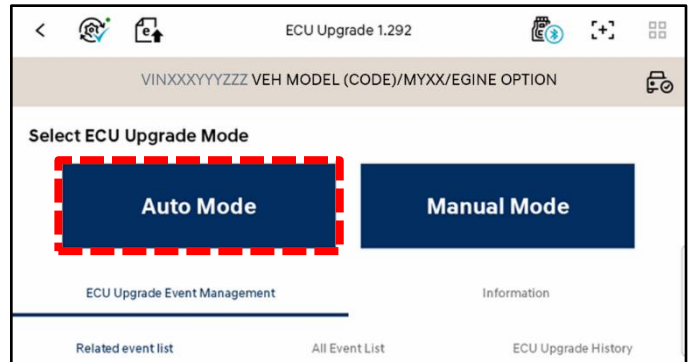 ECU Upgrade 1.292
VINXXXYYYZZZ VEH MODEL (CODE)/MYXX/EGINE OPTION
Select ECU Upgrade Mode
Auto Mode
Manual Mode
ECU Upgrade Event Management
Information
Related event list
All Event List
ECU Upgrade History